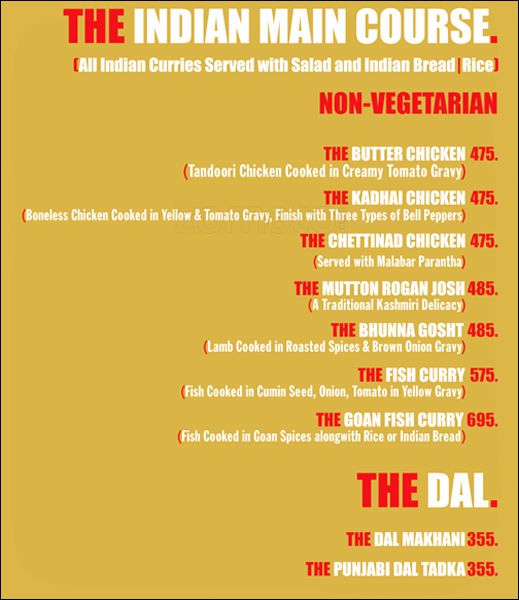 THE INDIAN MAIN COURSE.
(All Indian Curries Served with Salad and Indian Bread|Rice)
NON-VEGETARIAN
THE BUTTER CHICKEN 475.
(Tandoori Chicken Cooked in Creamy Tomato Gravy)
THE KADHAI CHICKEN 475.
(Boneless Chicken Cooked in Yellow & Tomato Gravy, Finish with Three Types of Bell Peppers)
THE CHETTINAD CHICKEN 475.
(Served with Malabar Parantha)
THE MUTTON ROGAN JOSH 485.
(A Traditional Kashmiri Delicacy)
THE BHUNNA GOSHT 485.
(Lamb Cooked in Roasted Spices & Brown Onion Gravy)
THE FISH CURRY 575.
(Fish Cooked in Cumin Seed, Onion, Tomato in Yellow Gravy)
THE GOAN FISH CURRY 695.
(Fish Cooked in Goan Spices alongwith Rice or Indian Bread)
THE DAL.
THE DAL MAKHANI 355.
THE PUNJABI DAL TADKA 355.